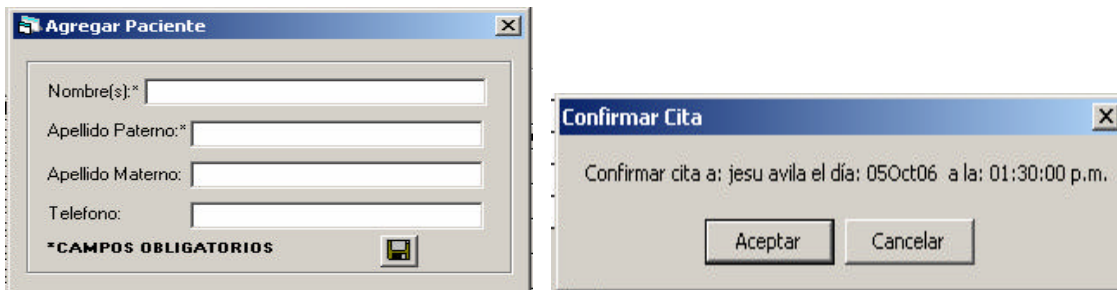 Agregar Paciente
Nombre(s):*
Apellido Paterno:*
Apellido Materno:
Telefono:
*CAMPOS OBLIGATORIOS
Confirmar Cita
Confirmar cita a: jesu avila el día: 05Oct06 a la: 01:30:00 p.m.
Aceptar Cancelar